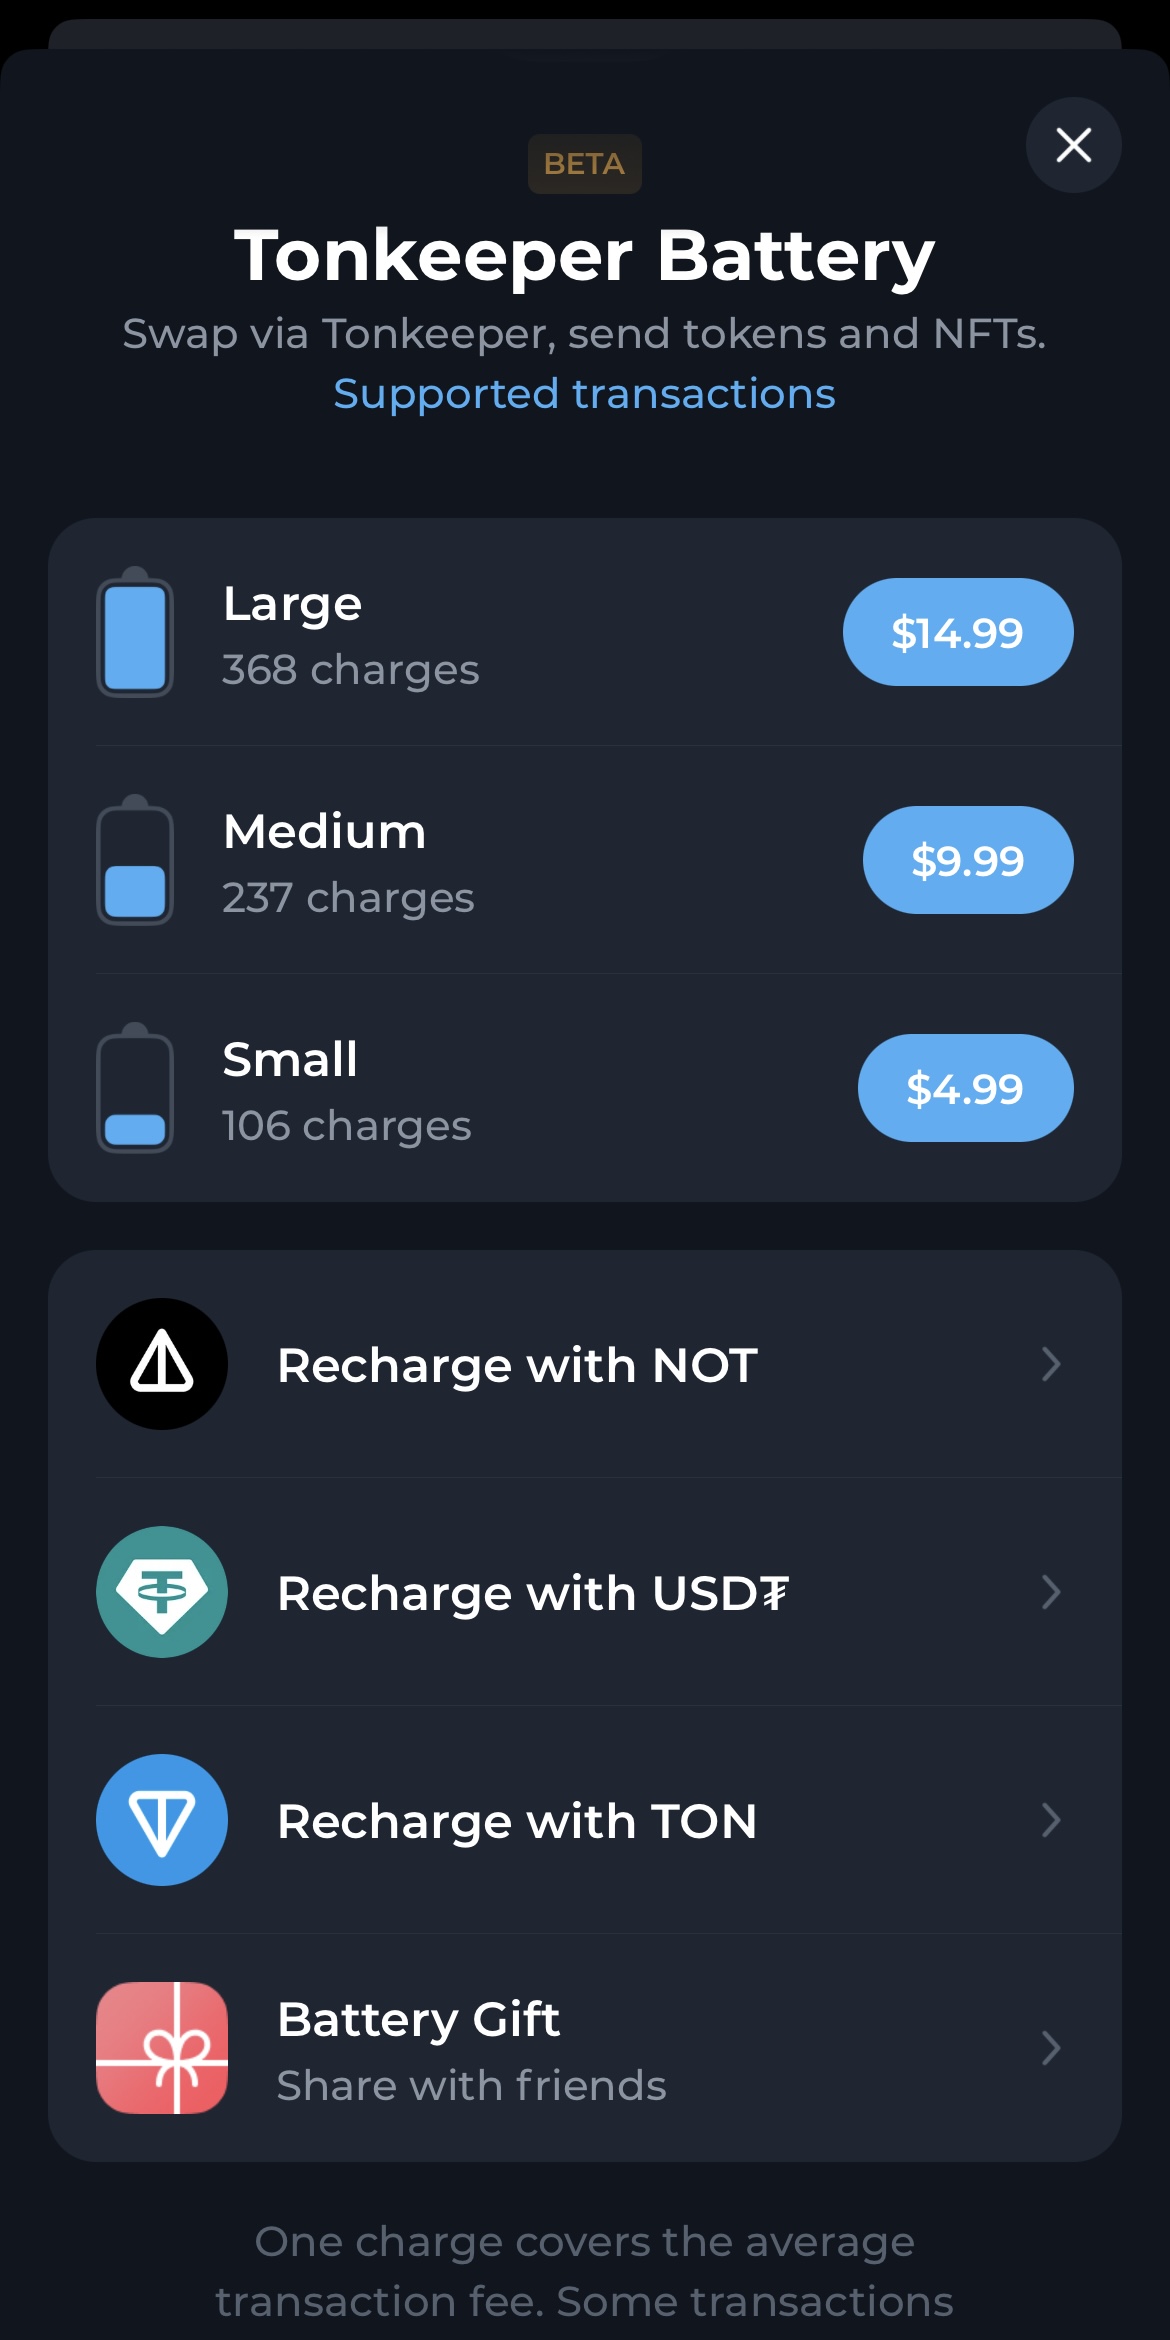 BETA
Tonkeeper Battery
Swap via Tonkeeper, send tokens and NFTs.
Supported transactions
Large
368 charges
$14.99
Medium
237 charges
$9.99
Small
106 charges
$4.99
Recharge with NOT
Recharge with USD₮
Recharge with TON
Battery Gift
Share with friends
One charge covers the average
transaction fee. Some transactions